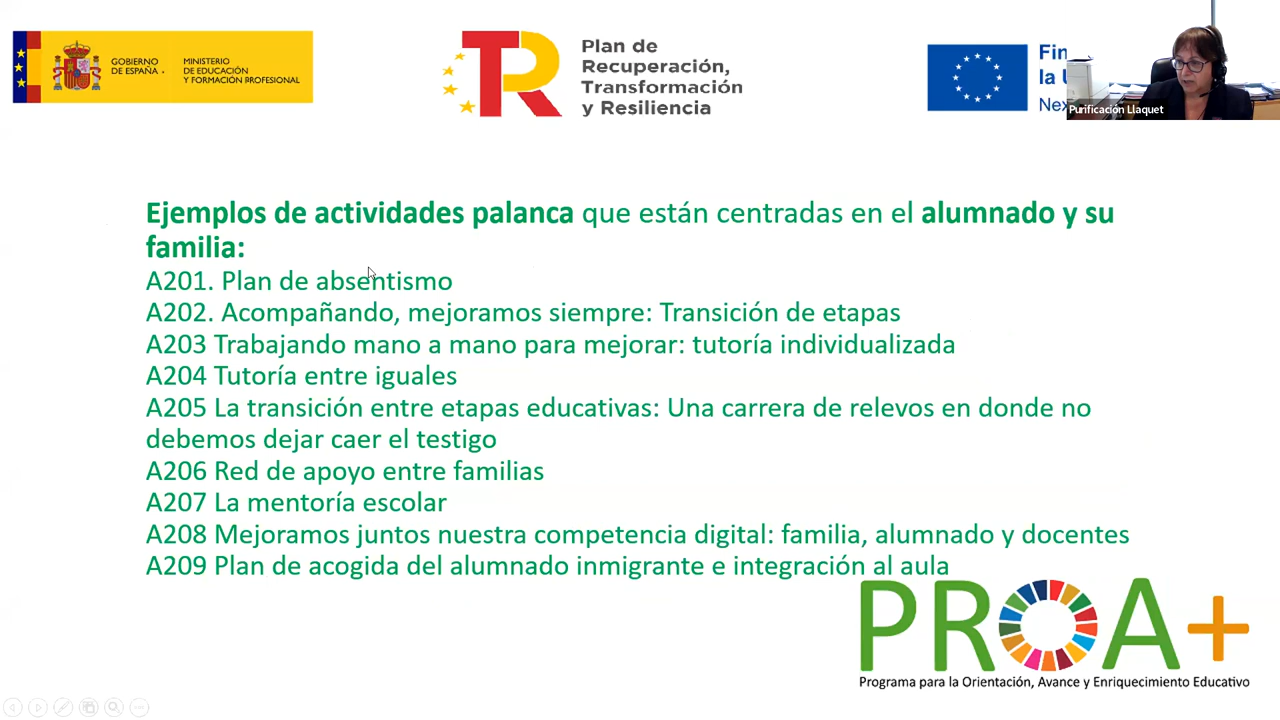 GOBIERNO
DE ESPAÑA
MINISTERIO
DE EDUCACIÓN
Y FORMACIÓN PROFESIONAL
TR
Plan de
Recuperación,
Transformación
y Resiliencia
Fin
la U
Nex
Purificación Llaquet
Ejemplos de actividades palanca que están centradas en el alumnado y su
familia:
A201. Plan de absentismo
A202. Acompañando, mejoramos siempre: Transición de etapas
A203 Trabajando mano a mano para mejorar: tutoría individualizada
A204 Tutoría entre iguales
A205 La transición entre etapas educativas: Una carrera de relevos en donde no
debemos dejar caer el testigo
A206 Red de apoyo entre familias
A207 La mentoría escolar
A208 Mejoramos juntos nuestra competencia digital: familia, alumnado y docentes
A209 Plan de acogida del alumnado inmigrante e integración al aula
PROA+
Programa para la Orientación, Avance y Enriquecimiento Educativo